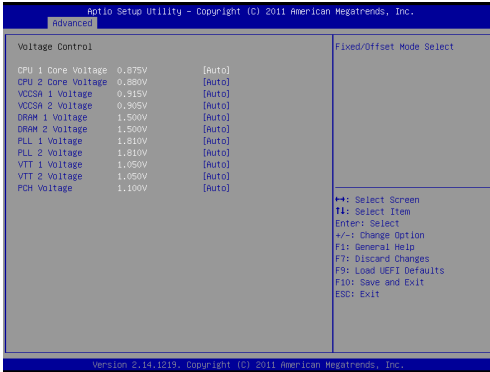 Aptio Setup Utility – Copyright (C) 2011 American Megatrends, Inc.
Advanced
Voltage Control
CPU 1 Core Voltage 0.875V [Auto]
CPU 2 Core Voltage 0.880V [Auto]
VCCSA 1 Voltage 0.915V [Auto]
VCCSA 2 Voltage 0.905V [Auto]
DRAM 1 Voltage 1.500V [Auto]
DRAM 2 Voltage 1.500V [Auto]
PLL 1 Voltage 1.810V [Auto]
PLL 2 Voltage 1.810V [Auto]
VTT 1 Voltage 1.050V [Auto]
VTT 2 Voltage 1.050V [Auto]
PCH Voltage 1.100V [Auto]
Fixed/Offset Mode Select
↔: Select Screen
↑↓: Select Item
Enter: Select
+/-: Change Option
F1: General Help
F7: Discard Changes
F9: Load UEFI Defaults
F10: Save and Exit
ESC: Exit
Version 2.14.1219. Copyright (C) 2011 American Megatrends, Inc.